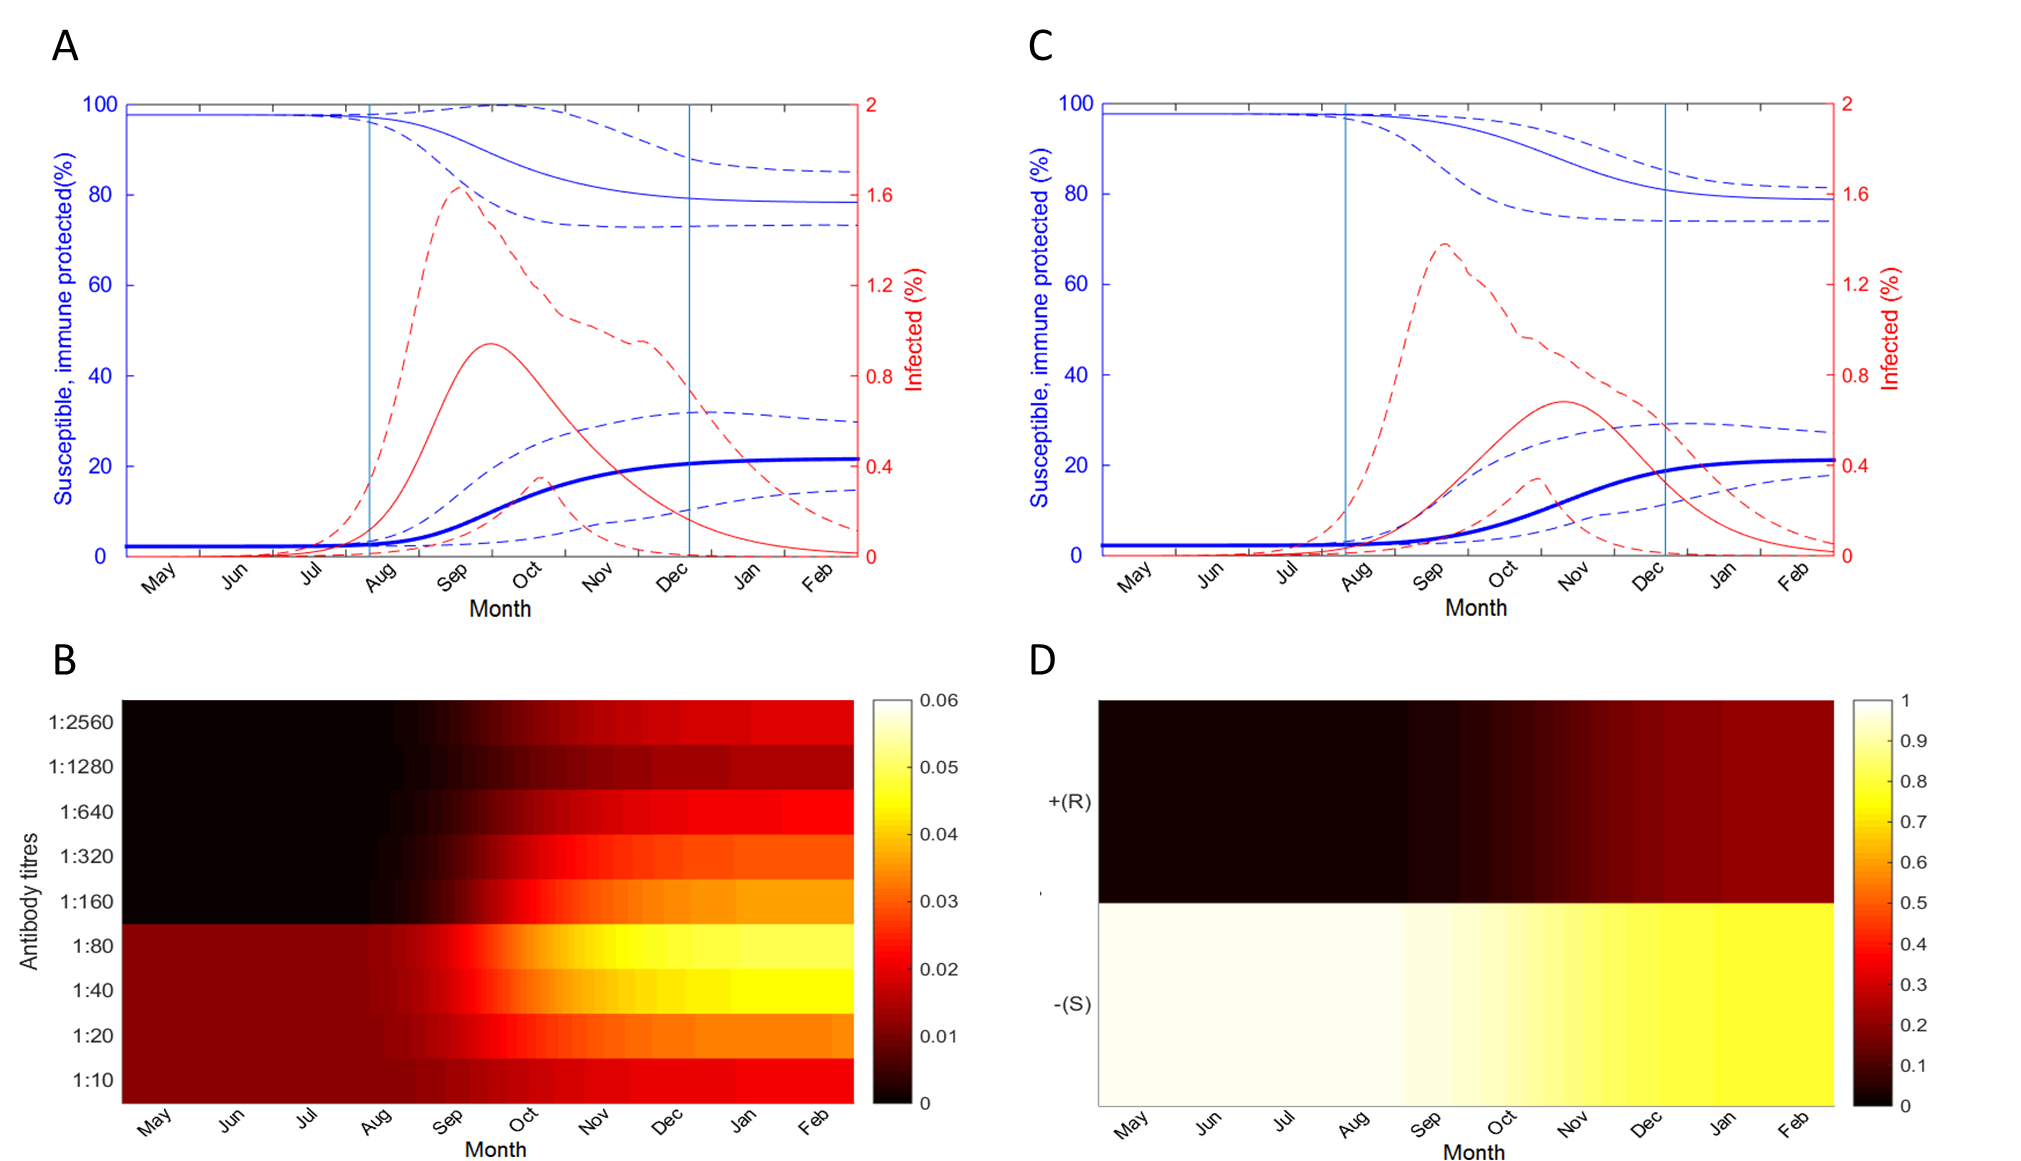 A
Susceptible, immune protected(%)
100
80
60
40
20
0
2
1.6
1.2
0.8
0.4
0
Infected (%)
May Jun Jul Aug Sep Oct Nov Dec Jan Feb
Month
C
Susceptible, immune protected (%)
100
80
60
40
20
0
2
1.6
1.2
0.8
0.4
0
Infected (%)
May Jun Jul Aug Sep Oct Nov Dec Jan Feb
Month
B
Antibody titres
1:2560
1:1280
1:640
1:320
1:160
1:80
1:40
1:20
1:10
0.06
0.05
0.04
0.03
0.02
0.01
0
May Jun Jul Aug Sep Oct Nov Dec Jan Feb
Month
D
+(R)
-(S)
1
0.9
0.8
0.7
0.6
0.5
0.4
0.3
0.2
0.1
0
May Jun Jul Aug Sep Oct Nov Dec Jan Feb
Month